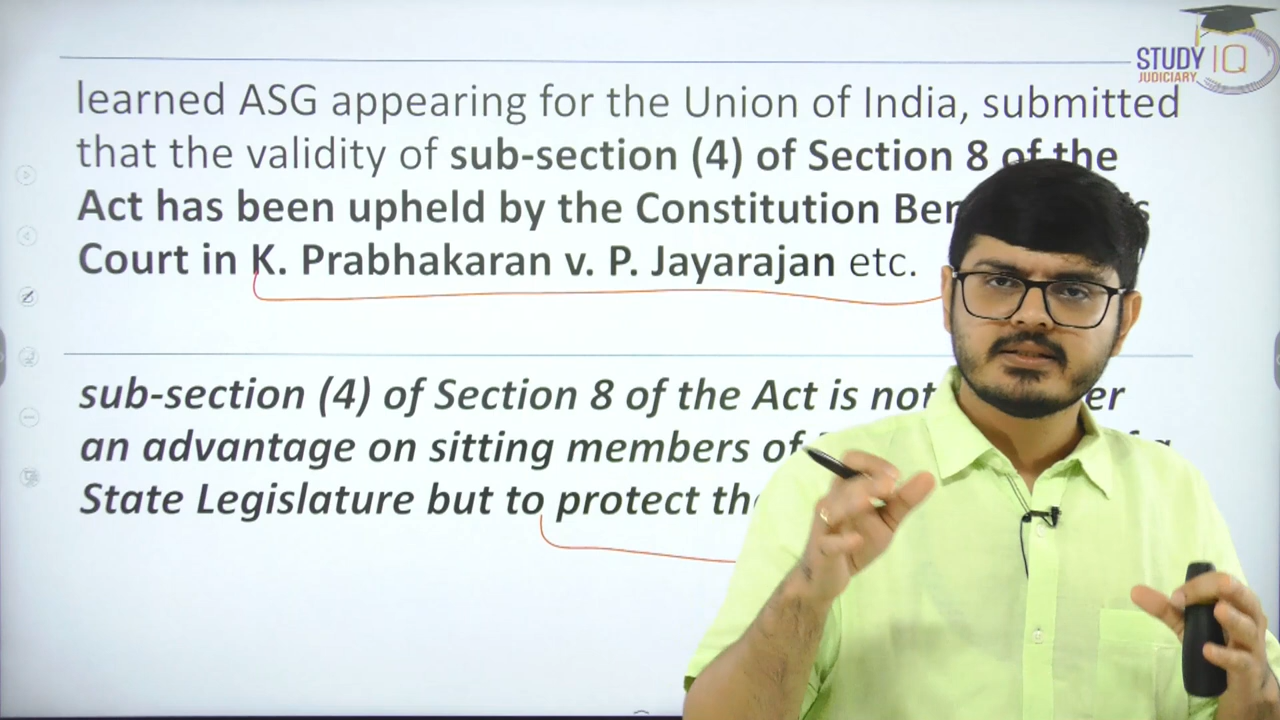 STUDY IQ
JUDICIARY
learned ASG appearing for the Union of India, submitted
that the validity of sub-section (4) of Section 8 of the
Act has been upheld by the Constitution
Court in K. Prabhakaran v. P. Jayarajan etc.
sub-section (4) of Section 8 of the Act is not
an advantage on sitting members of
State Legislature but to protect